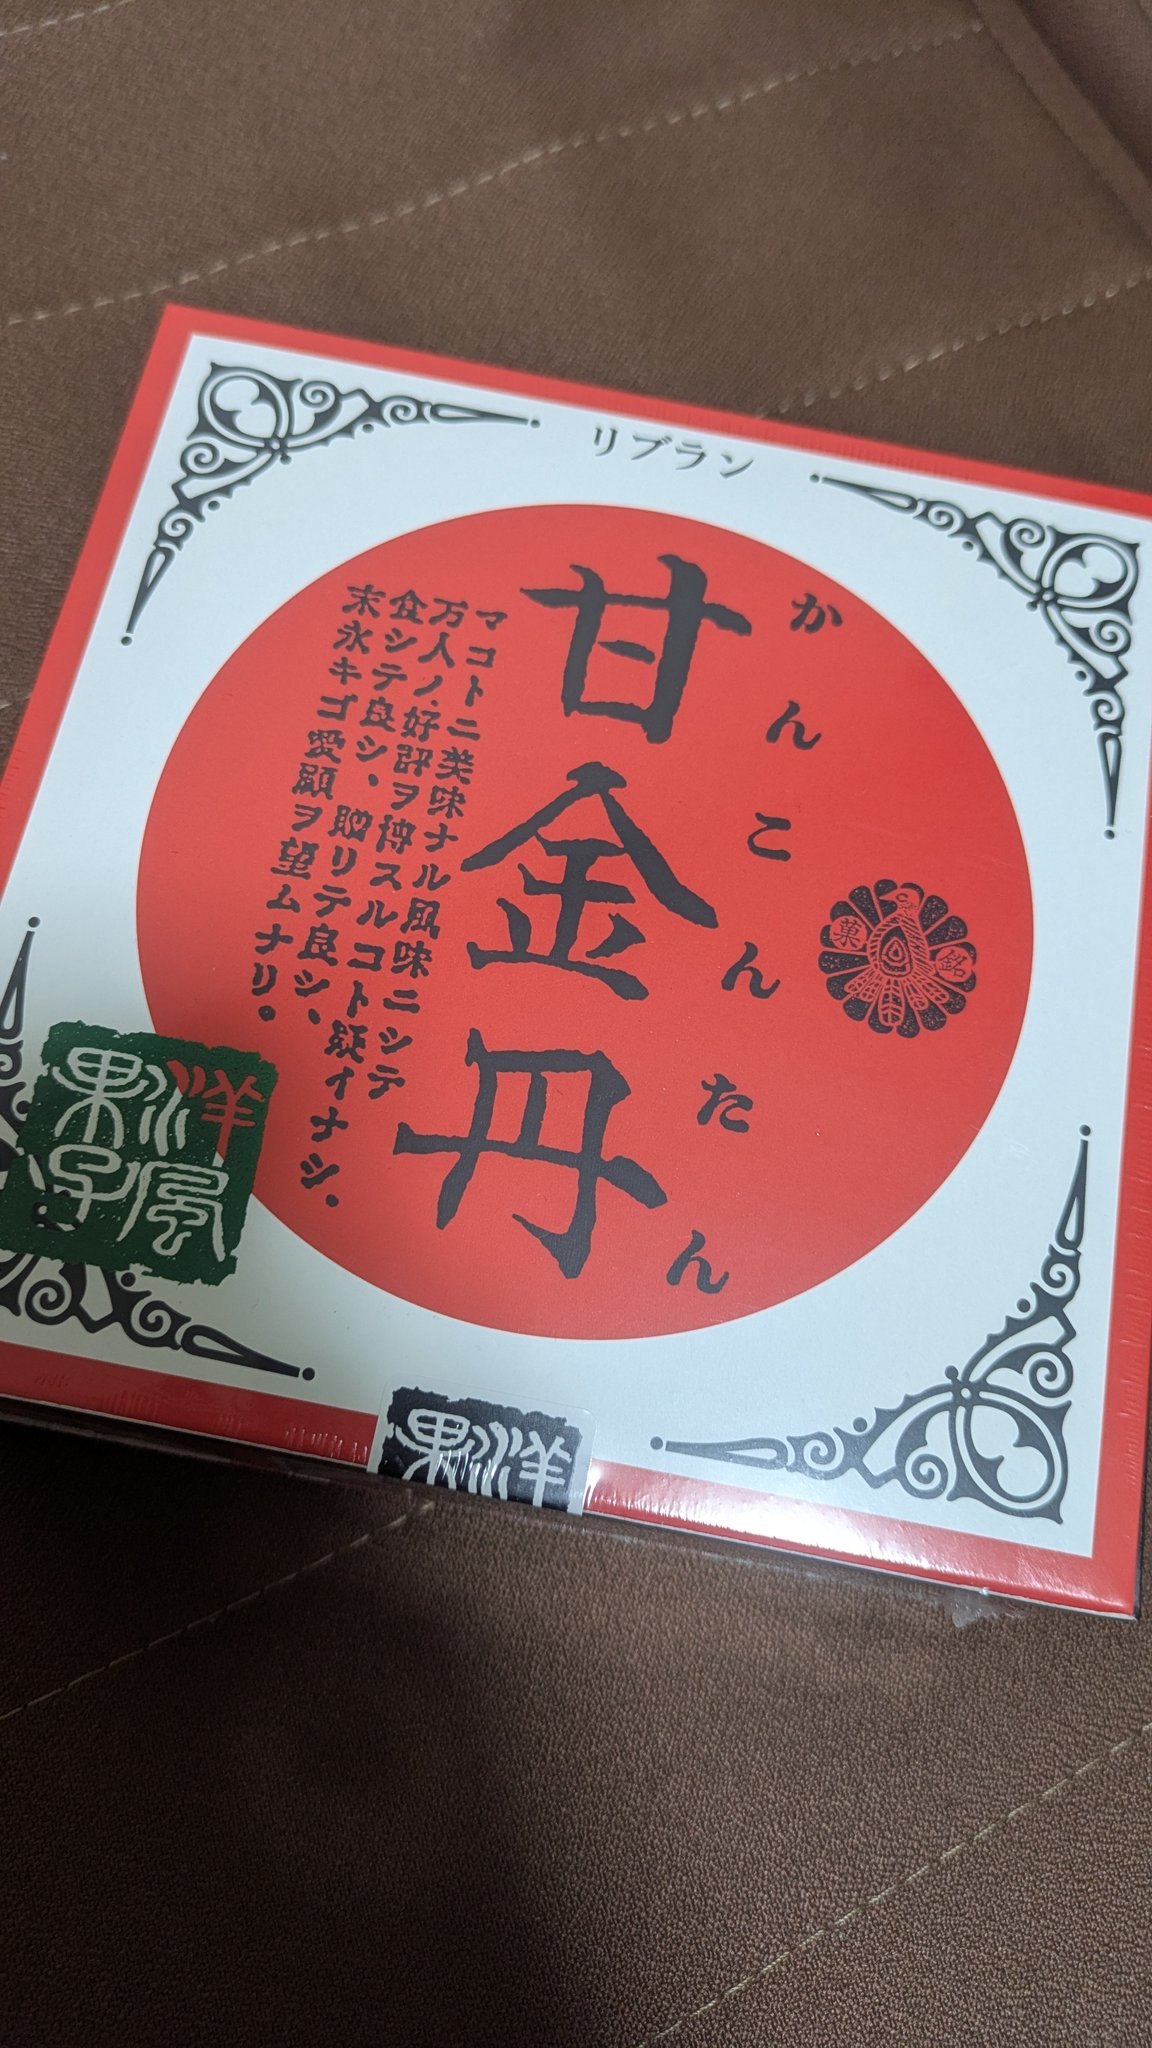 リブラン
かんこんたん
甘金丹
銘菓
マコトニ美味ナル風味ニシテ
万人ノ好評ヲ博スルコト疑イナシ.
食シテ良シ、贈リテ良シ、
末永キゴ愛顧ヲ望ムナリ。
洋風
果子
洋
果